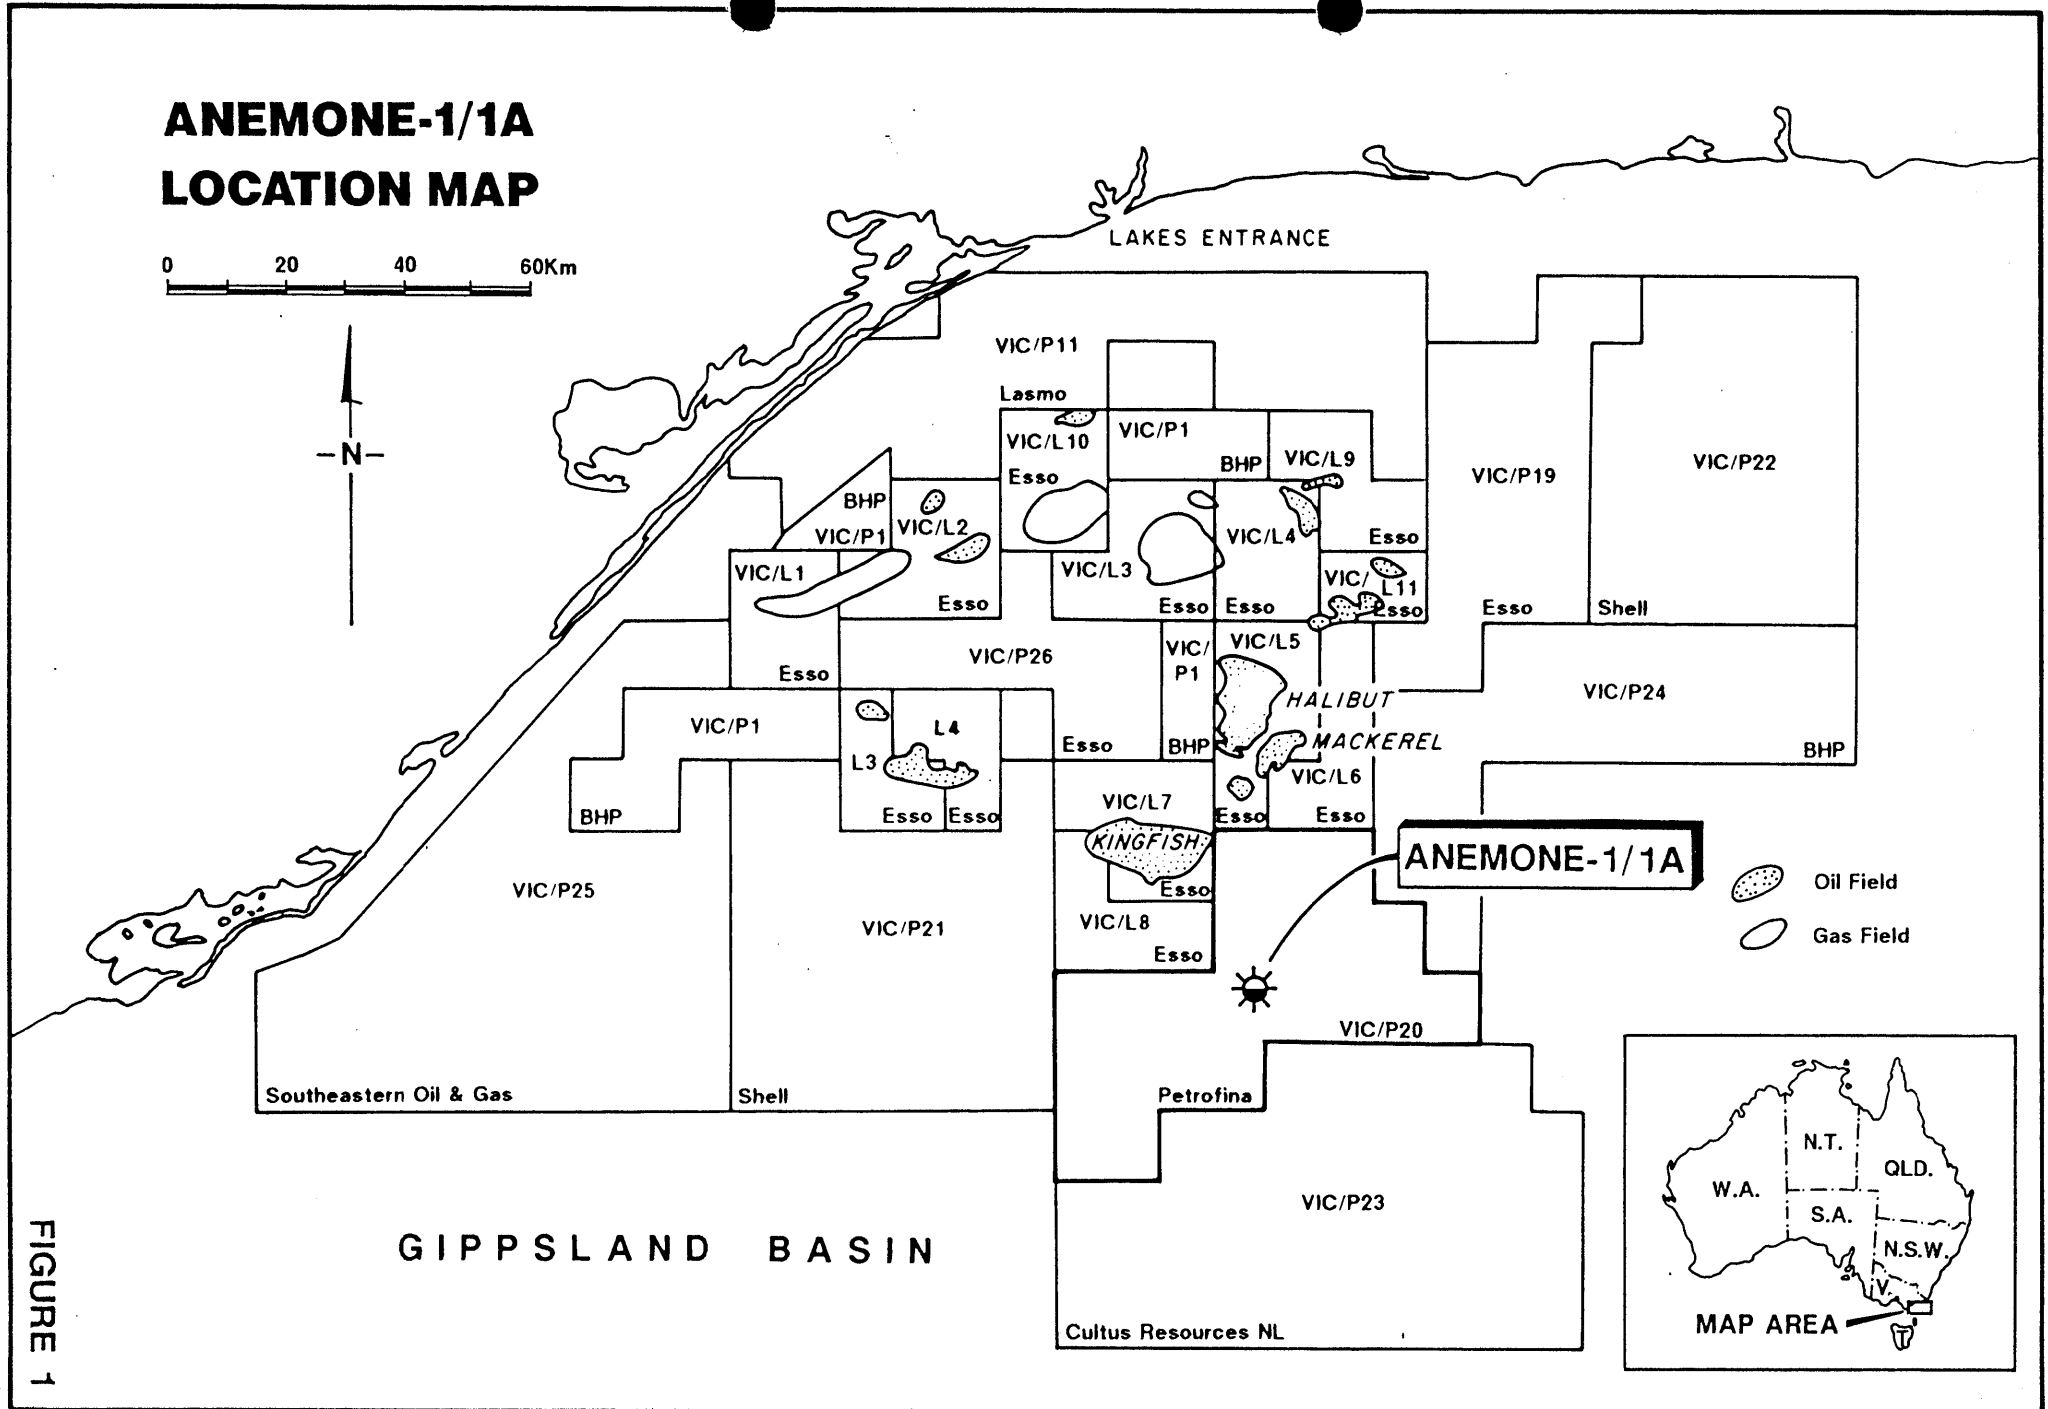 ANEMONE-1/1A
LOCATION MAP
0 20 40 60Km
-N-
LAKES ENTRANCE
VIC/P11
Lasmo
VIC/L10
Esso
VIC/P1
BHP
VIC/L9
Esso
VIC/P19
Esso
VIC/P22
Shell
BHP
VIC/P1
VIC/L2
Esso
VIC/L1
Esso
VIC/L3
Esso
VIC/L4
Esso
VIC/
L11
Esso
VIC/P26
Esso
VIC/
P1
BHP
VIC/L5
HALIBUT
MACKEREL
Esso
VIC/L6
Esso
VIC/P24
BHP
VIC/P1
BHP
L3
Esso
L4
Esso
VIC/L7
KINGFISH
Esso
VIC/L8
Esso
ANEMONE-1/1A
Oil Field
Gas Field
VIC/P25
Southeastern Oil & Gas
VIC/P21
Shell
VIC/P20
Petrofina
VIC/P23
Cultus Resources NL
GIPPSLAND BASIN
W.A.
N.T.
QLD.
S.A.
N.S.W.
V.
T
MAP AREA
FIGURE 1